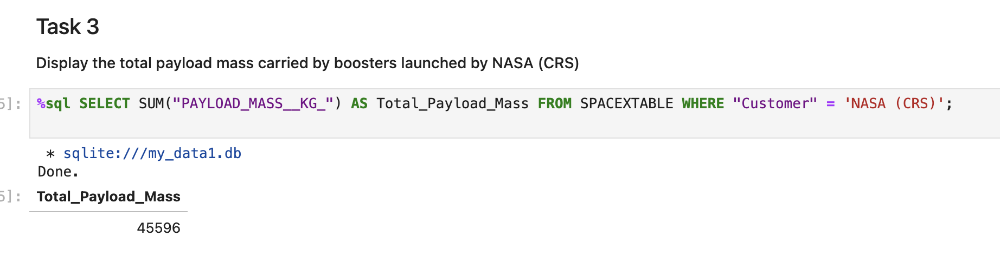 Task 3
Display the total payload mass carried by boosters launched by NASA (CRS)
5]: %sql SELECT SUM("PAYLOAD_MASS__KG_") AS Total_Payload_Mass FROM SPACEXTABLE WHERE "Customer" = 'NASA (CRS)';
* sqlite:///my_data1.db
Done.
5]: Total_Payload_Mass
45596